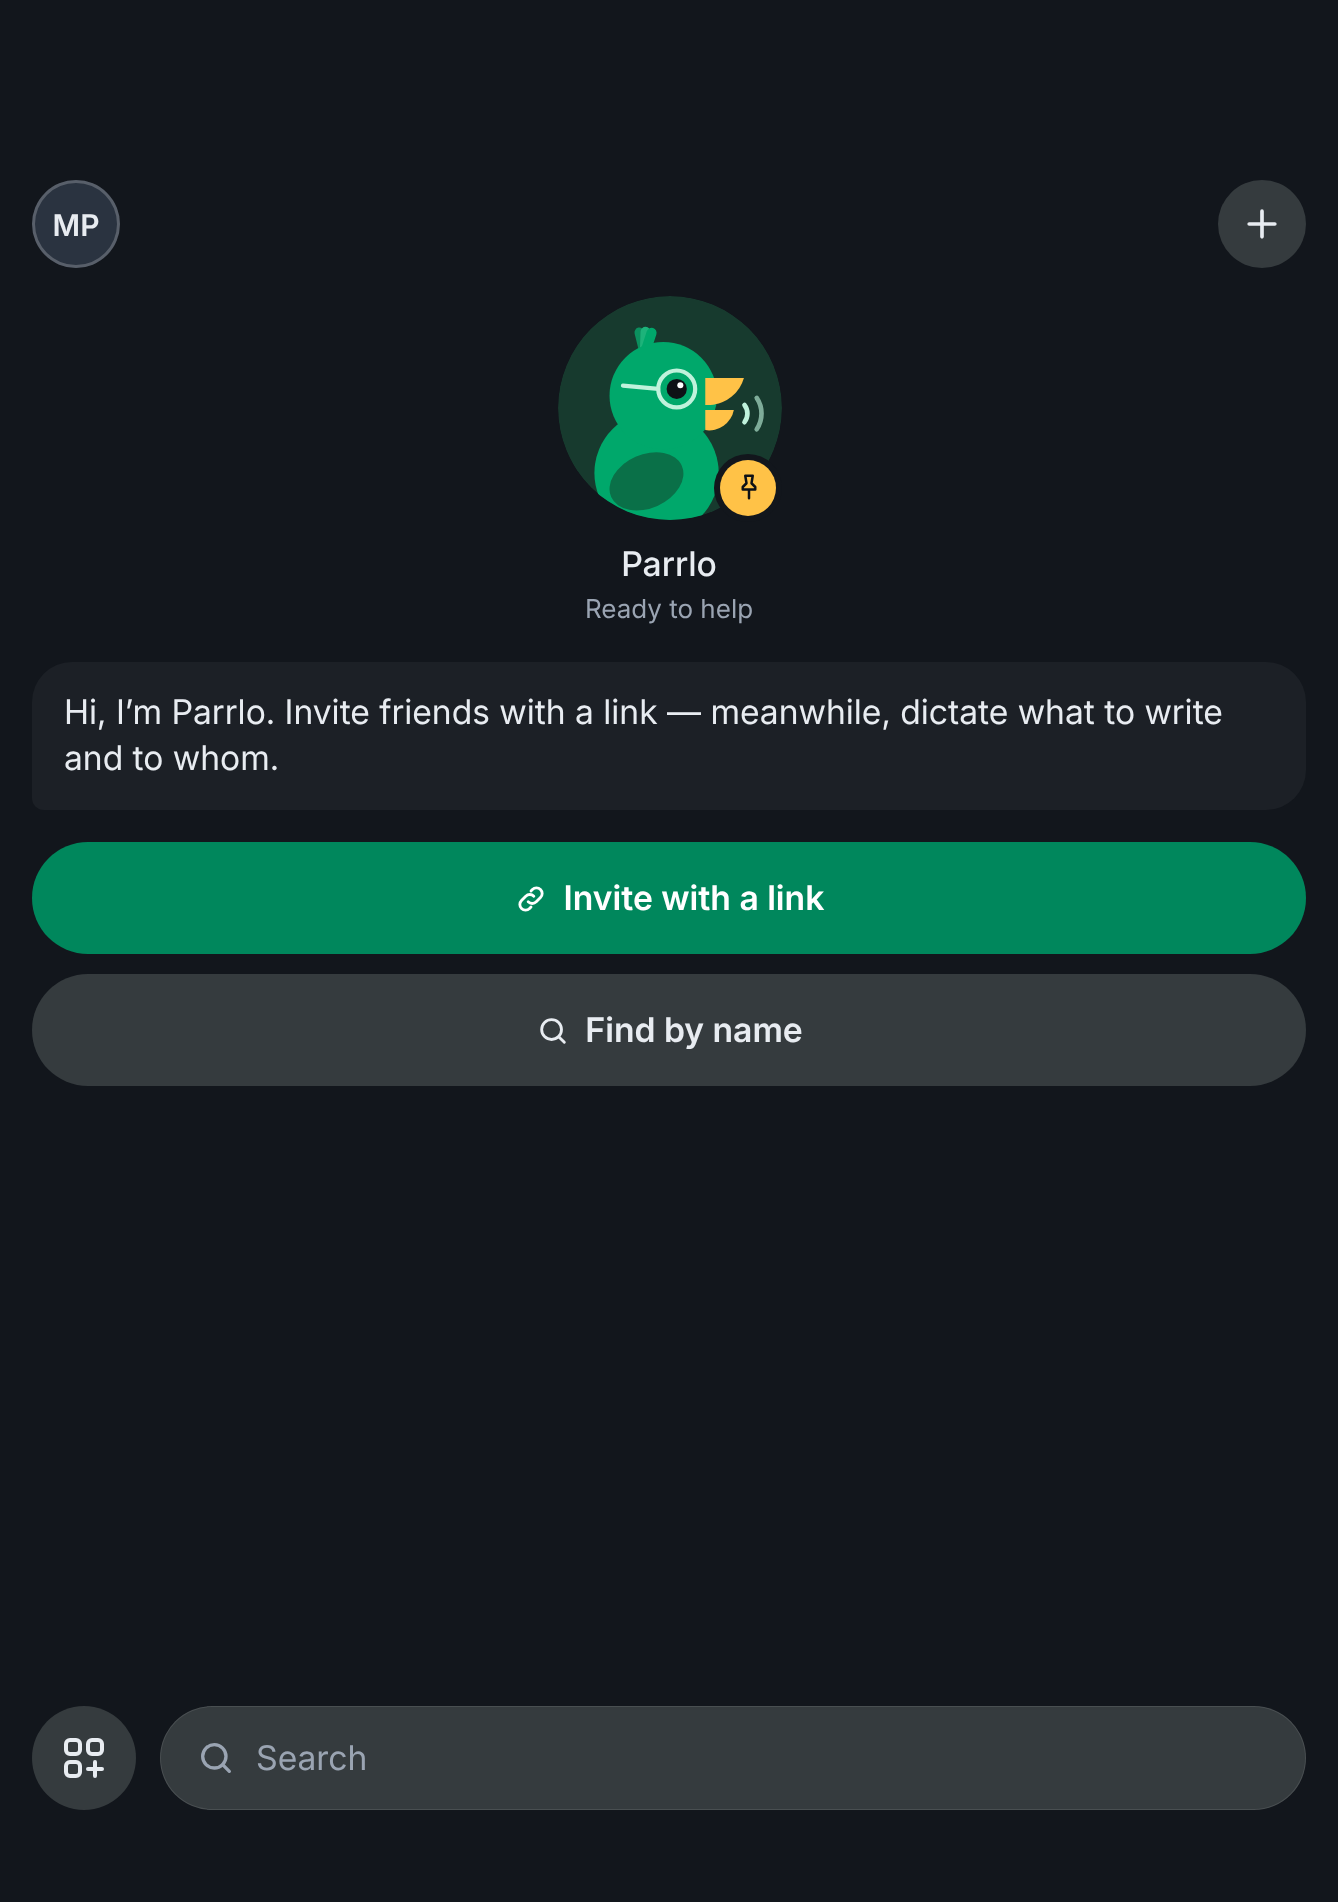 MP
Parrlo
Ready to help
Hi, I’m Parrlo. Invite friends with a link — meanwhile, dictate what to write
and to whom.
Invite with a link
Find by name
Search